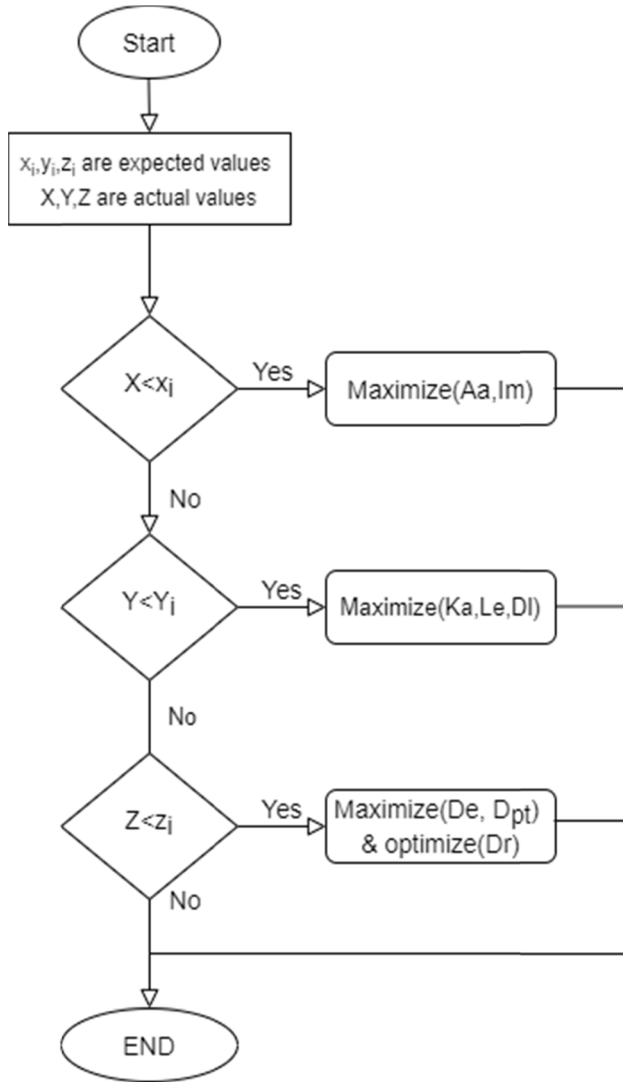 Start
xᵢ,yᵢ,zᵢ are expected values
X,Y,Z are actual values
X<xᵢ
Yes
Maximize(Aa,Im)
No
Y<Yᵢ
Yes
Maximize(Ka,Le,Dl)
No
Z<zᵢ
Yes
Maximize(De, Dpt)
& optimize(Dr)
No
END